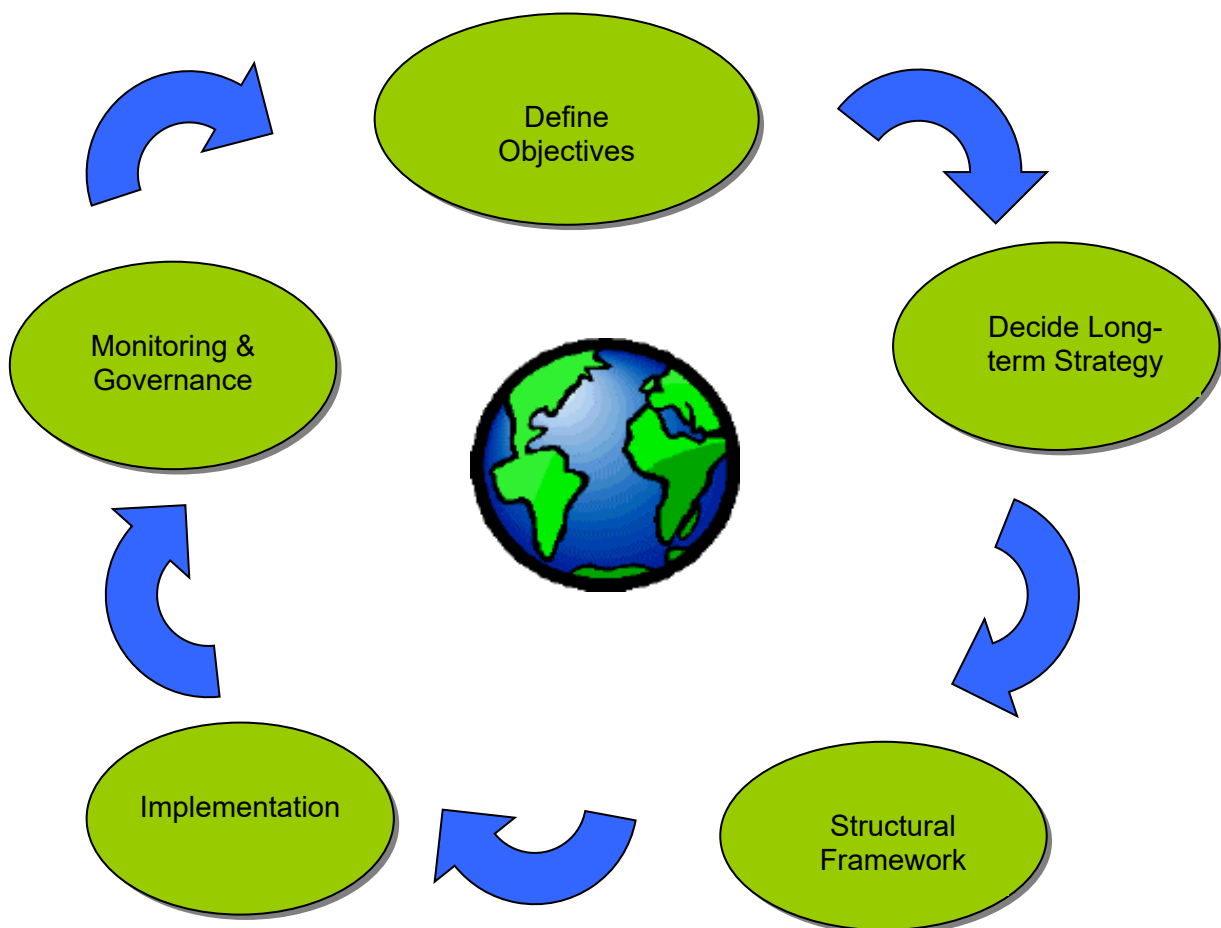 Define
Objectives
Decide Long-
term Strategy
Structural
Framework
Implementation
Monitoring &
Governance